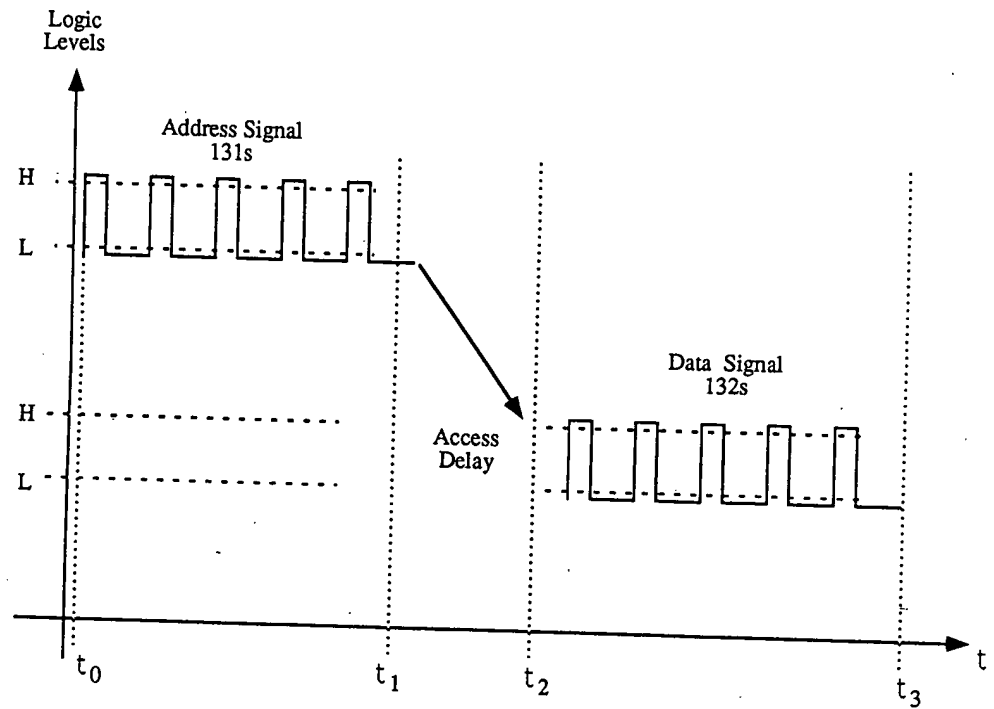 Logic
Levels
Address Signal
131s
H
L
Data Signal
132s
H
L
Access
Delay
t
t0
t1
t2
t3